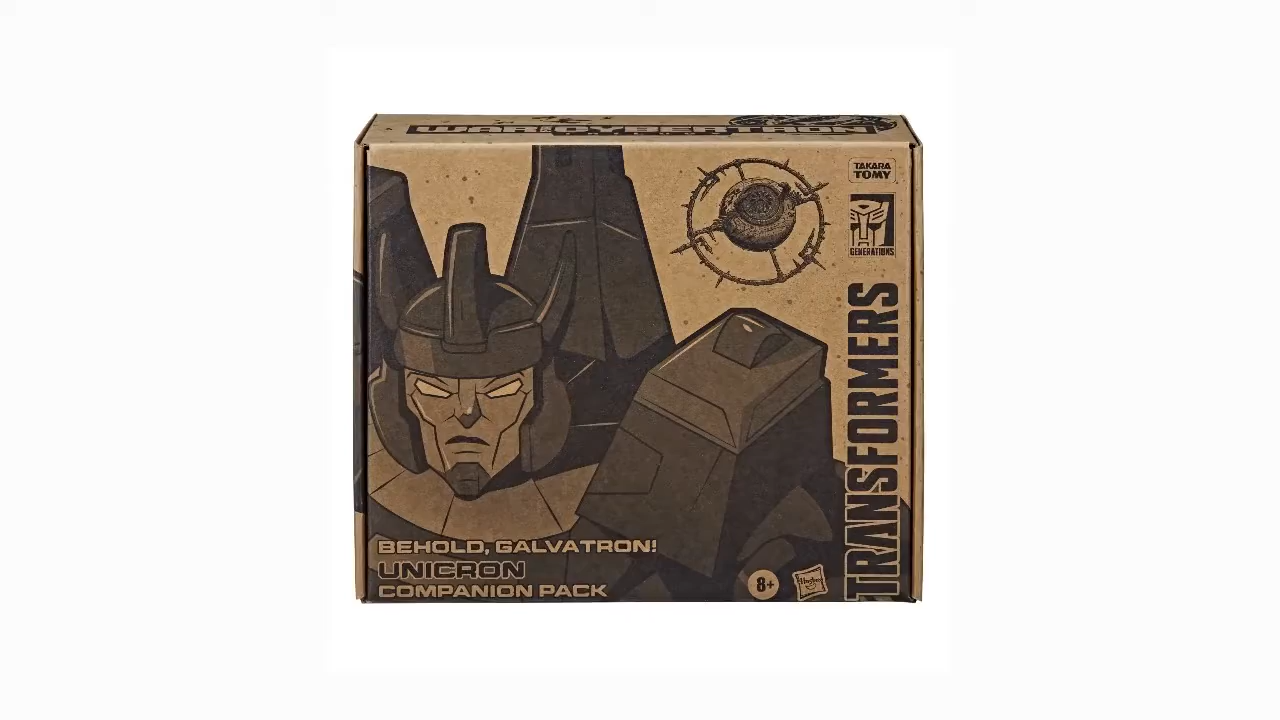 WAR FOR CYBERTRON
TAKARA
TOMY
GENERATIONS
TRANSFORMERS
BEHOLD, GALVATRON!
UNICRON
COMPANION PACK
8+
Hasbro